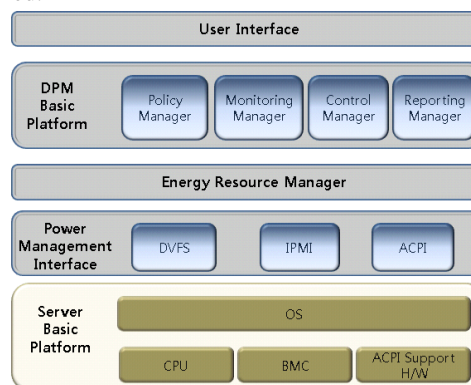 User Interface
DPM
Basic
Platform
Policy
Manager
Monitoring
Manager
Control
Manager
Reporting
Manager
Energy Resource Manager
Power
Management
Interface
DVFS
IPMI
ACPI
Server
Basic
Platform
OS
CPU
BMC
ACPI Support
H/W